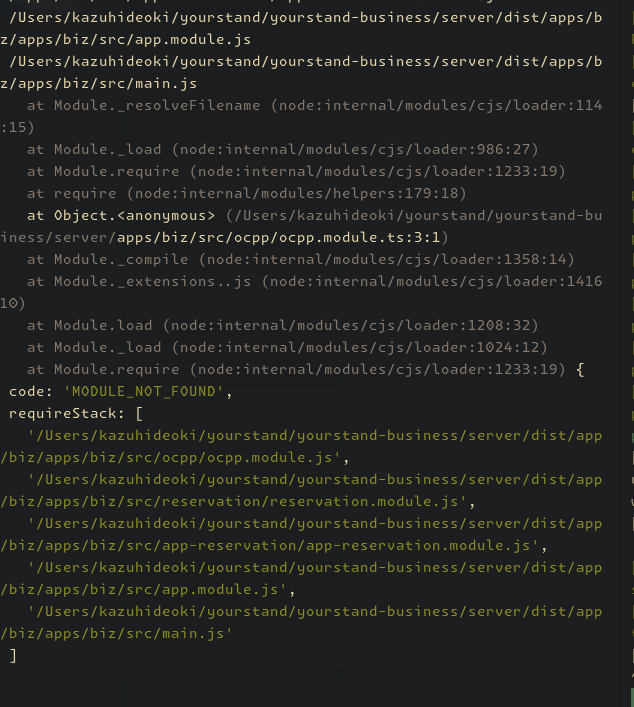 /Users/kazuhideoki/yourstand/yourstand-business/server/dist/apps/b
z/apps/biz/src/app.module.js
/Users/kazuhideoki/yourstand/yourstand-business/server/dist/apps/b
z/apps/biz/src/main.js
at Module._resolveFilename (node:internal/modules/cjs/loader:114
:15)
at Module._load (node:internal/modules/cjs/loader:986:27)
at Module.require (node:internal/modules/cjs/loader:1233:19)
at require (node:internal/modules/helpers:179:18)
at Object.<anonymous> (/Users/kazuhideoki/yourstand/yourstand-bu
iness/server/apps/biz/src/ocpp/ocpp.module.ts:3:1)
at Module._compile (node:internal/modules/cjs/loader:1358:14)
at Module._extensions..js (node:internal/modules/cjs/loader:1416
10)
at Module.load (node:internal/modules/cjs/loader:1208:32)
at Module._load (node:internal/modules/cjs/loader:1024:12)
at Module.require (node:internal/modules/cjs/loader:1233:19) {
code: 'MODULE_NOT_FOUND',
requireStack: [
'/Users/kazuhideoki/yourstand/yourstand-business/server/dist/app
/biz/apps/biz/src/ocpp/ocpp.module.js',
'/Users/kazuhideoki/yourstand/yourstand-business/server/dist/app
/biz/apps/biz/src/reservation/reservation.module.js',
'/Users/kazuhideoki/yourstand/yourstand-business/server/dist/app
/biz/apps/biz/src/app-reservation/app-reservation.module.js',
'/Users/kazuhideoki/yourstand/yourstand-business/server/dist/app
/biz/apps/biz/src/app.module.js',
'/Users/kazuhideoki/yourstand/yourstand-business/server/dist/app
/biz/apps/biz/src/main.js'
]